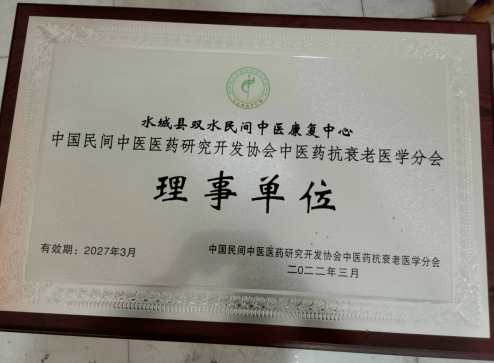 水城县双水民间中医康复中心
中国民间中医医药研究开发协会中医药抗衰老医学分会
理事单位
有效期：2027年3月
中国民间中医医药研究开发协会中医药抗衰老医学分会
二〇二二年三月